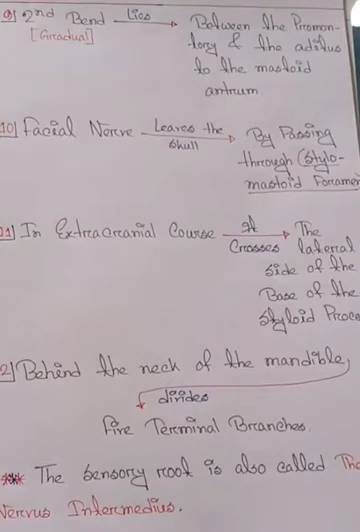 9] 2nd Bend Lies Between the Promon-
[Gradual] tory & the aditus
to the mastoid
antrum.
10] Facial Nerve Leaves the skull By Passing
through (Stylo-
mastoid Foramen
11] In Extracranial Course It Crosses The
lateral
side of the
Base of the
Styloid Proce
2] Behind the neck of the mandible,
divides
Five Terminal Branches.
*** The sensory root is also called The
Nervus Intermedius.